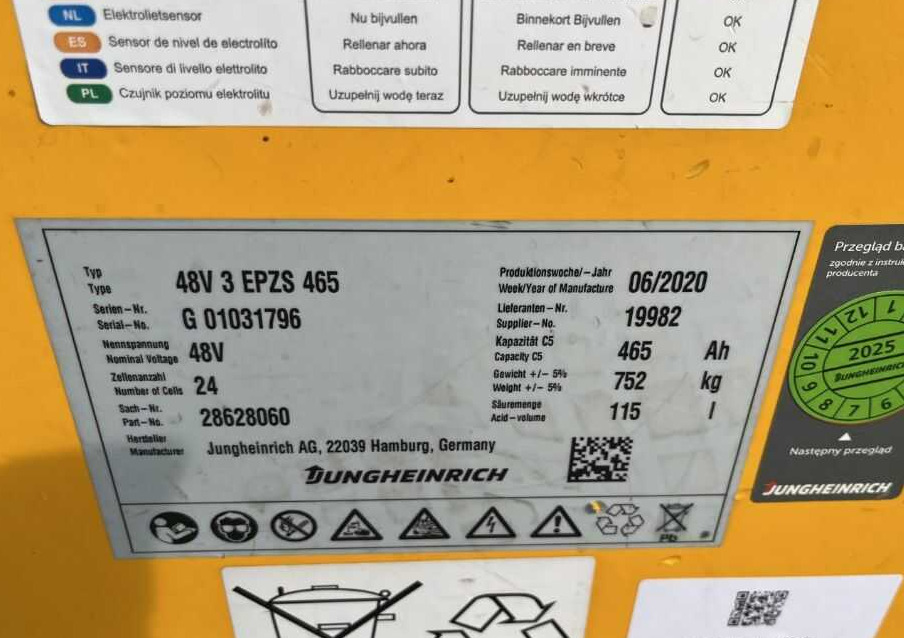 NL Elektrolietsensor Nu bijvullen Binnekort Bijvullen OK
ES Sensor de nivel de electrolito Rellenar ahora Rellenar en breve OK
IT Sensore di livello elettrolito Rabboccare subito Rabboccare imminente OK
PL Czujnik poziomu elektrolitu Uzupełnij wodę teraz Uzupełnij wodę wkrótce OK
Typ
Type 48V 3 EPZS 465
Serien-Nr.
Serial-No. G 01031796
Nennspannung
Nominal Voltage 48V
Zellenanzahl
Number of Cells 24
Sach-Nr.
Part-No. 28628060
Hersteller
Manufacturer Jungheinrich AG, 22039 Hamburg, Germany
Produktionswoche/-Jahr
Week/Year of Manufacture 06/2020
Lieferanten-Nr.
Supplier-No. 19982
Kapazität C5
Capacity C5 465 Ah
Gewicht +/- 5%
Weight +/- 5% 752 kg
Säuremenge
Acid-volume 115 l
JUNGHEINRICH
Pb
Przegląd ba
zgodnie z instruk
producenta
1
12
11
10
9
8
7
6
2025
JUNGHEINRICH
Następny przegląd
JUNGHEINRICH